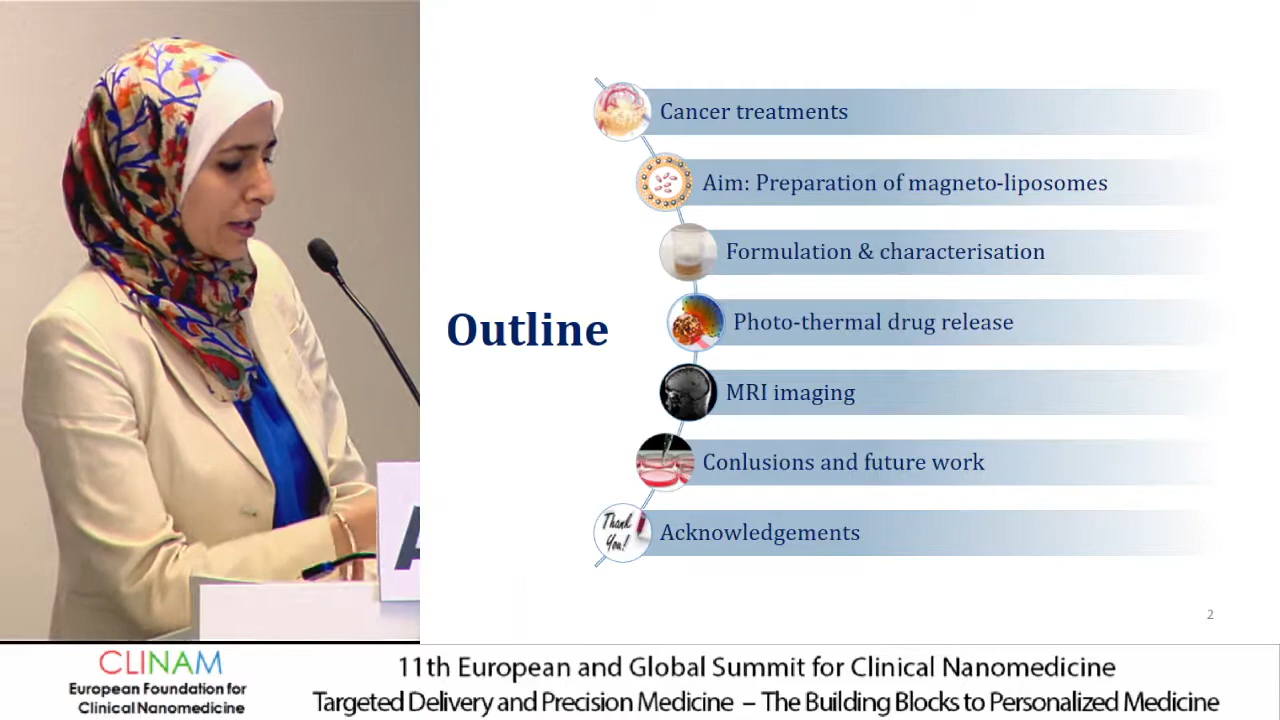 Outline
Cancer treatments
Aim: Preparation of magneto-liposomes
Formulation & characterisation
Photo-thermal drug release
MRI imaging
Conlusions and future work
Thank
You!
Acknowledgements
2
A
CLINAM
European Foundation for
Clinical Nanomedicine
11th European and Global Summit for Clinical Nanomedicine
Targeted Delivery and Precision Medicine – The Building Blocks to Personalized Medicine